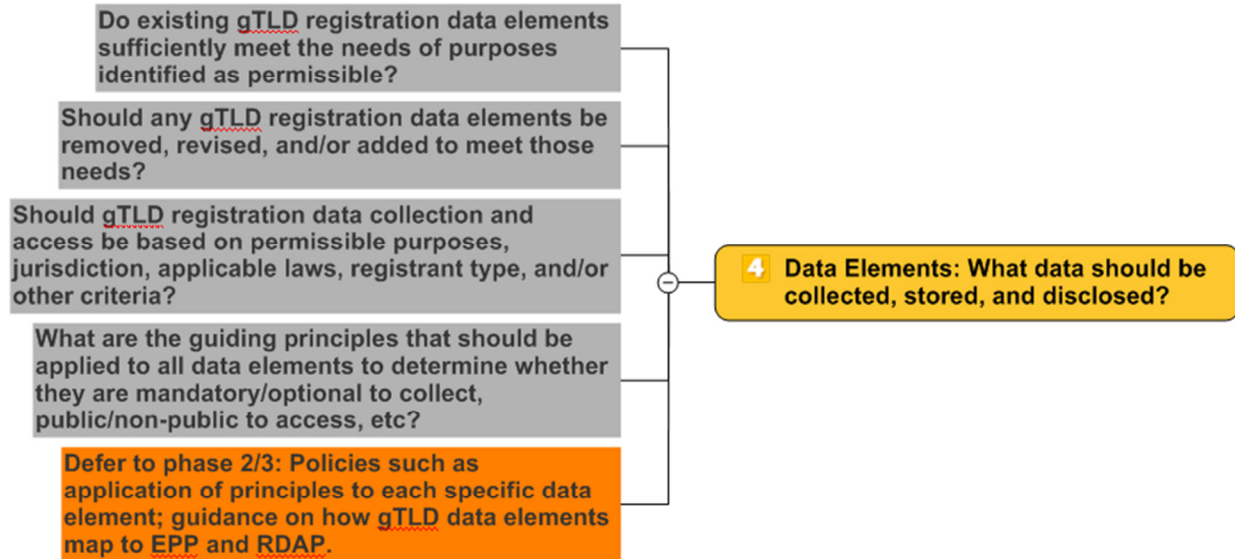 Do existing gTLD registration data elements
sufficiently meet the needs of purposes
identified as permissible?
Should any gTLD registration data elements be
removed, revised, and/or added to meet those
needs?
Should gTLD registration data collection and
access be based on permissible purposes,
jurisdiction, applicable laws, registrant type, and/or
other criteria?
What are the guiding principles that should be
applied to all data elements to determine whether
they are mandatory/optional to collect,
public/non-public to access, etc?
Defer to phase 2/3: Policies such as
application of principles to each specific data
element; guidance on how gTLD data elements
map to EPP and RDAP.
4 Data Elements: What data should be
collected, stored, and disclosed?